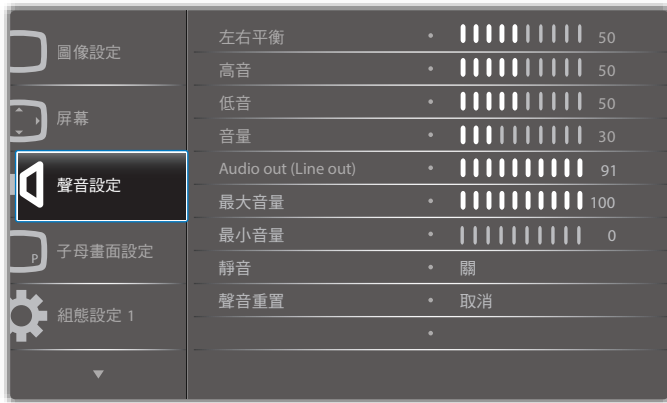 圖像設定
屏幕
聲音設定
P
子母畫面設定
組態設定 1
左右平衡 • 50
高音 • 50
低音 • 50
音量 • 30
Audio out (Line out) • 91
最大音量 • 100
最小音量 • 0
靜音 • 關
聲音重置 • 取消
•